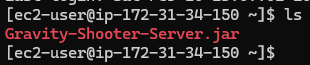 [ec2-user@ip-172-31-34-150 ~]$ ls
Gravity-Shooter-Server.jar
[ec2-user@ip-172-31-34-150 ~]$